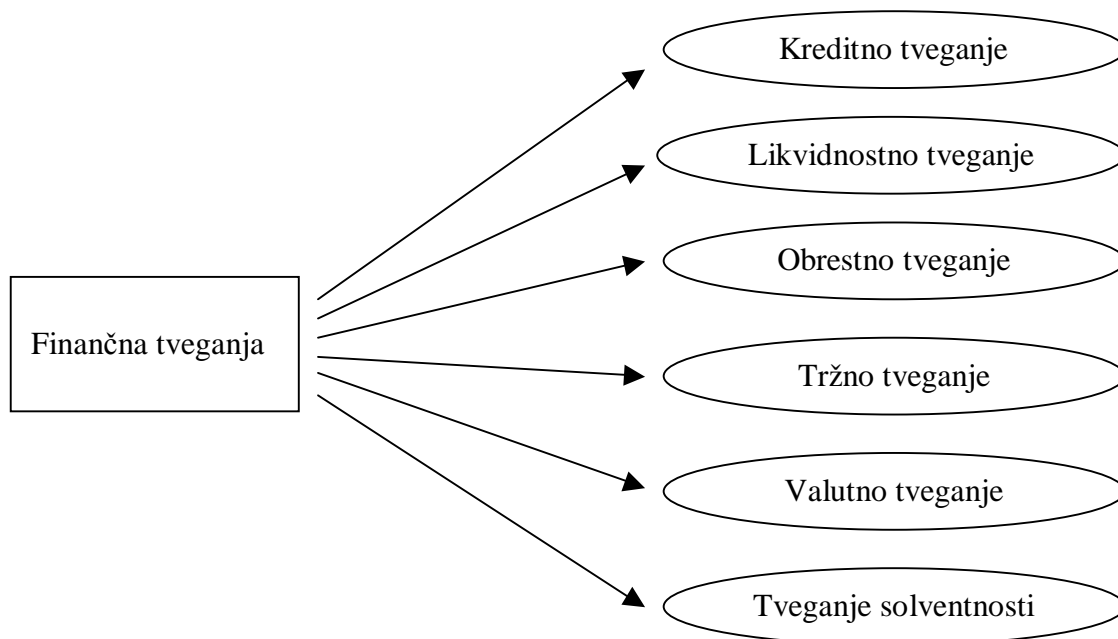 Kreditno tveganje
Likvidnostno tveganje
Obrestno tveganje
Finančna tveganja
Tržno tveganje
Valutno tveganje
Tveganje solventnosti